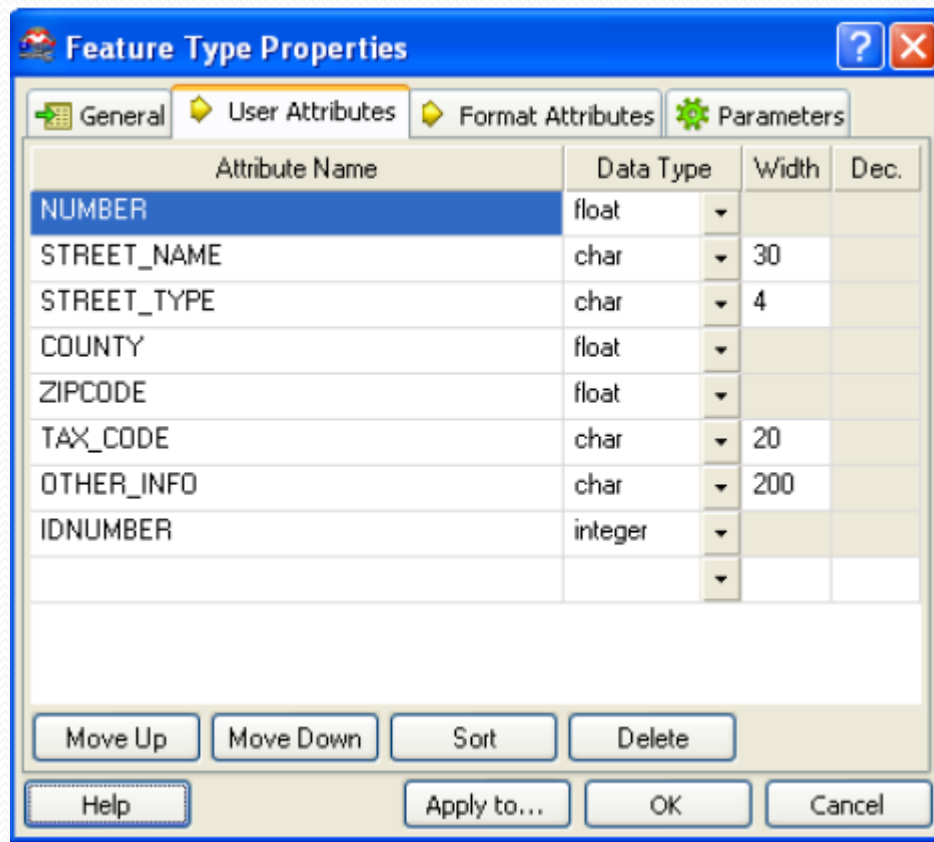 Feature Type Properties
General User Attributes Format Attributes Parameters
Attribute Name Data Type Width Dec.
NUMBER float
STREET_NAME char 30
STREET_TYPE char 4
COUNTY float
ZIPCODE float
TAX_CODE char 20
OTHER_INFO char 200
IDNUMBER integer
Move Up Move Down Sort Delete
Help Apply to... OK Cancel